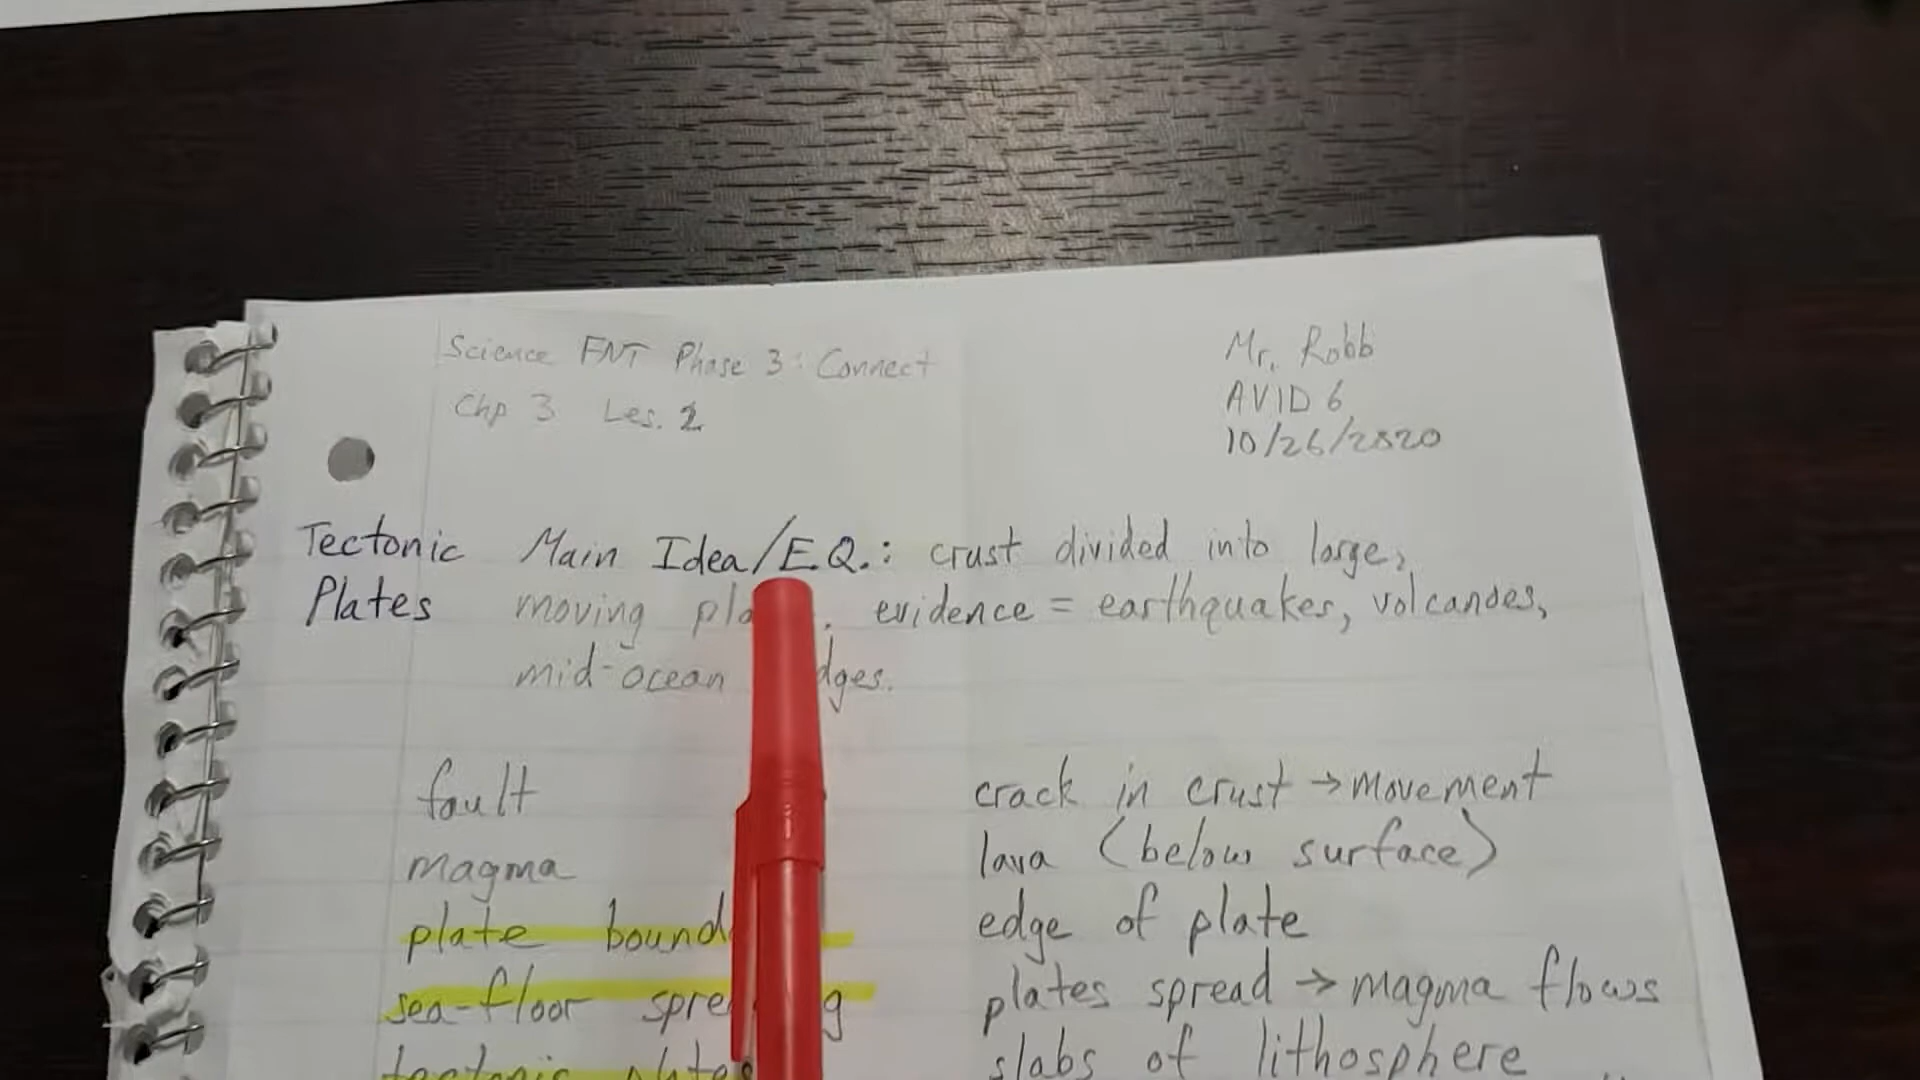 Science FNT Phase 3: Connect
Chp 3 Les. 2
Mr. Robb
AVID 6
10/26/2020
Tectonic Plates
Main Idea/E.Q.: crust divided into large,
moving evidence = earthquakes, volcanoes,
mid-ocean
fault crack in crust → movement
magma lava (below surface)
plate edge of plate
sea-floor plates spread → magma flows
tectonic plates slabs of lithosphere